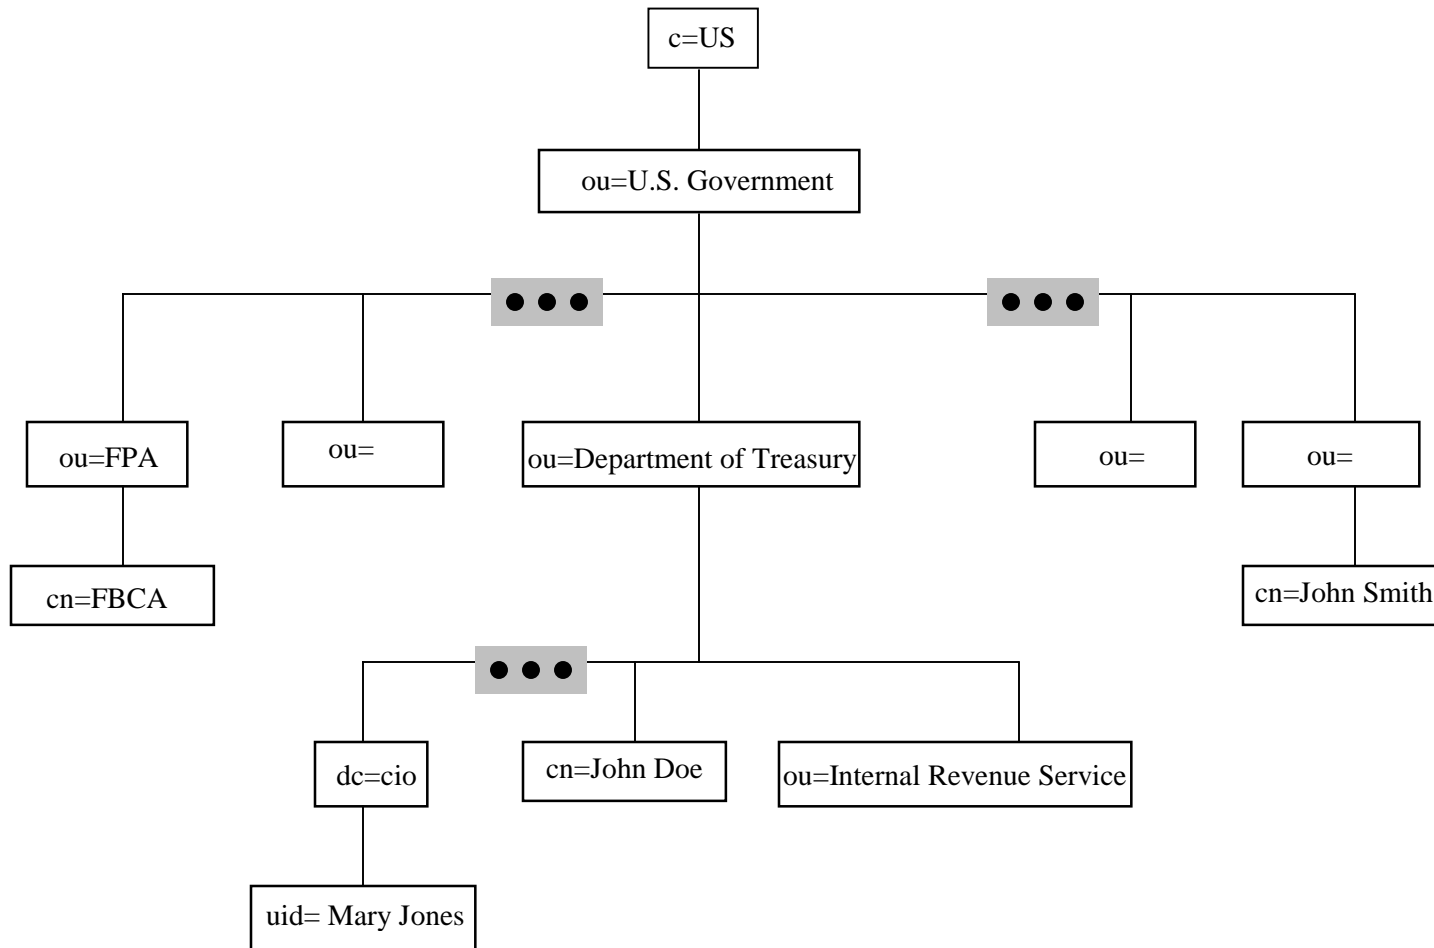 c=US
ou=U.S. Government
ou=FPA
ou=
ou=Department of Treasury
ou=
ou=
cn=FBCA
cn=John Smith
dc=cio
cn=John Doe
ou=Internal Revenue Service
uid= Mary Jones